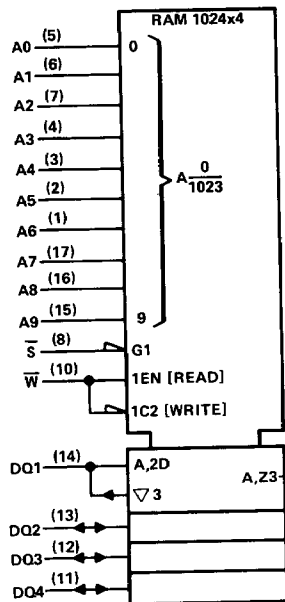 RAM 1024x4
A0 (5) 0
A1 (6)
A2 (7)
A3 (4)
A4 (3)
A5 (2)
A6 (1)
A7 (17)
A8 (16)
A9 (15) 9
A 0/1023
S̅ (8) G1
W̅ (10) 1EN [READ]
1C2 [WRITE]
DQ1 (14) A,2D
A,Z3
▽ 3
DQ2 (13)
DQ3 (12)
DQ4 (11)